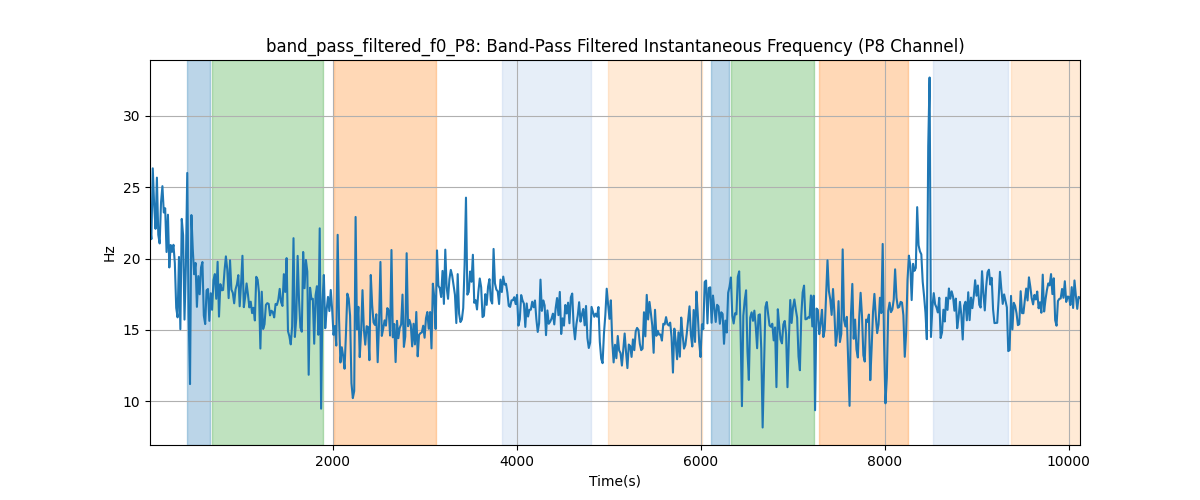 band_pass_filtered_f0_P8: Band-Pass Filtered Instantaneous Frequency (P8 Channel)
30
25
20
15
10
Hz
2000 4000 6000 8000 10000
Time(s)